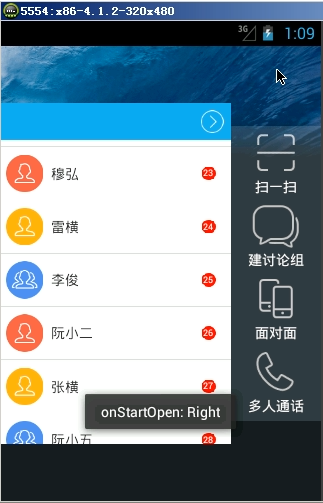 5554:x86-4.1.2-320x480
3G 1:09
穆弘 23
雷横 24
李俊 25
阮小二 26
张横 27
阮小五 28
扫一扫
建讨论组
面对面
多人通话
onStartOpen: Right